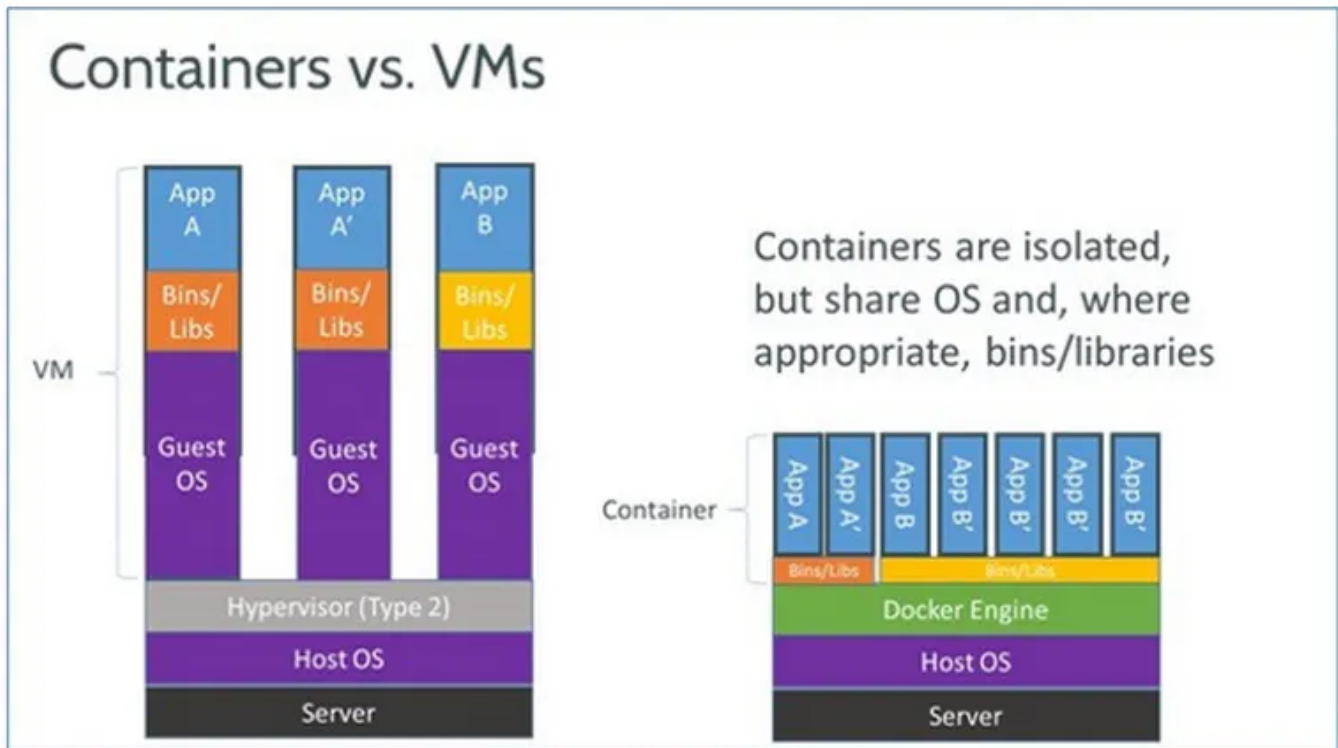 Containers vs. VMs
App
A
App
A'
App
B
Bins/
Libs
Bins/
Libs
Bins/
Libs
VM
Guest
OS
Guest
OS
Guest
OS
Hypervisor (Type 2)
Host OS
Server
Containers are isolated,
but share OS and, where
appropriate, bins/libraries
Container
App A
App A'
App B
App B'
App B'
App B'
App B'
Bins/Libs
Bins/Libs
Docker Engine
Host OS
Server